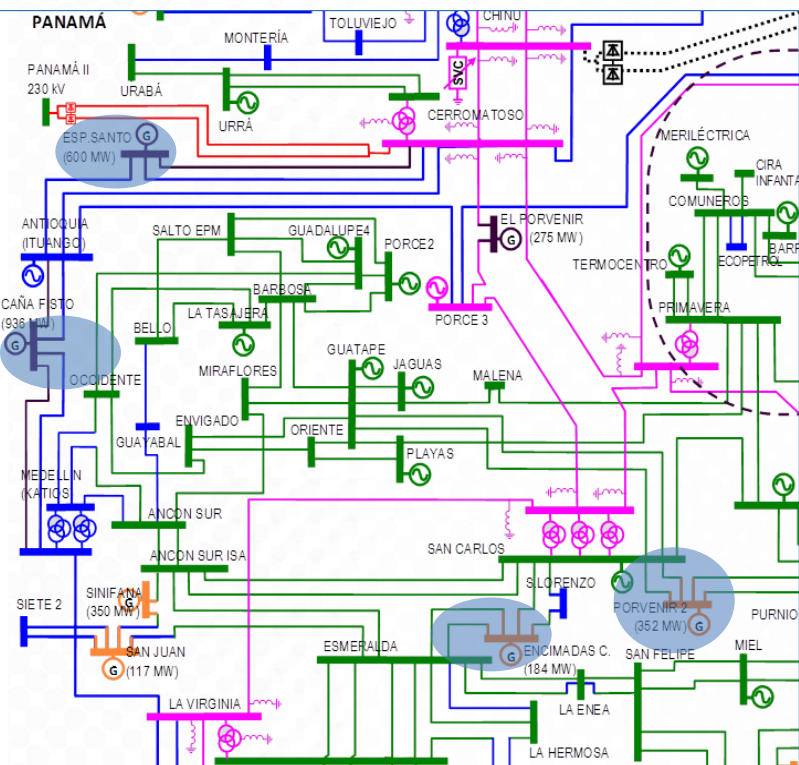 PANAMÁ
TOLUVIEJO
CHINÚ
MONTERÍA
PANAMÁ II
230 kV
URABÁ
URRÁ
SVC
CERROMATOSO
ESP.SANTO
(600 MW)
G
MERILÉCTRICA
CIRA
INFANTA
COMUNEROS
BARR
ECOPETROL
ANTIOQUIA
(ITUANGO)
SALTO EPM
GUADALUPE4
PORCE2
EL PORVENIR
(275 MW)
G
TERMOCENTRO
PRIMAVERA
CAÑA FISTO
(936 MW)
G
BARBOSA
LA TASAJERA
BELLO
PORCE 3
MIRAFLORES
GUATAPE
JAGUAS
MALENA
OCCIDENTE
GUAYABAL
ENVIGADO
ORIENTE
PLAYAS
MEDELLIN
(KATIOS)
ANCON SUR
ANCON SUR ISA
SAN CARLOS
S.LORENZO
PORVENIR 2
(352 MW)
G
PURNIO
SINIFANA
(350 MW)
G
SIETE 2
SAN JUAN
(117 MW)
G
ESMERALDA
ENCIMADAS C.
(184 MW)
G
SAN FELIPE
MIEL
LA VIRGINIA
LA ENEA
LA HERMOSA